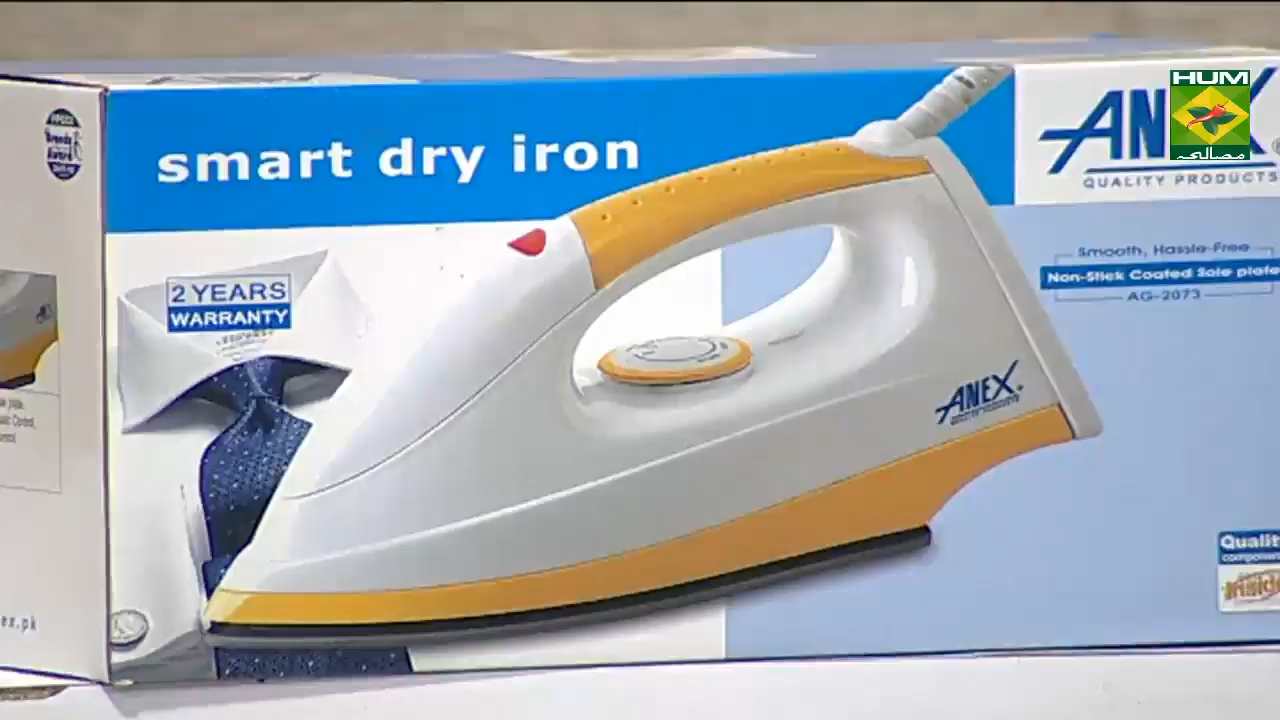 smart dry iron
ANEX
QUALITY PRODUCTS
HUM
مصالحہ
Smooth, Hassle-Free
Non-Stick Coated Sole plate
AG-2073
2 YEARS
WARRANTY
ANEX
Quality
ex.pk